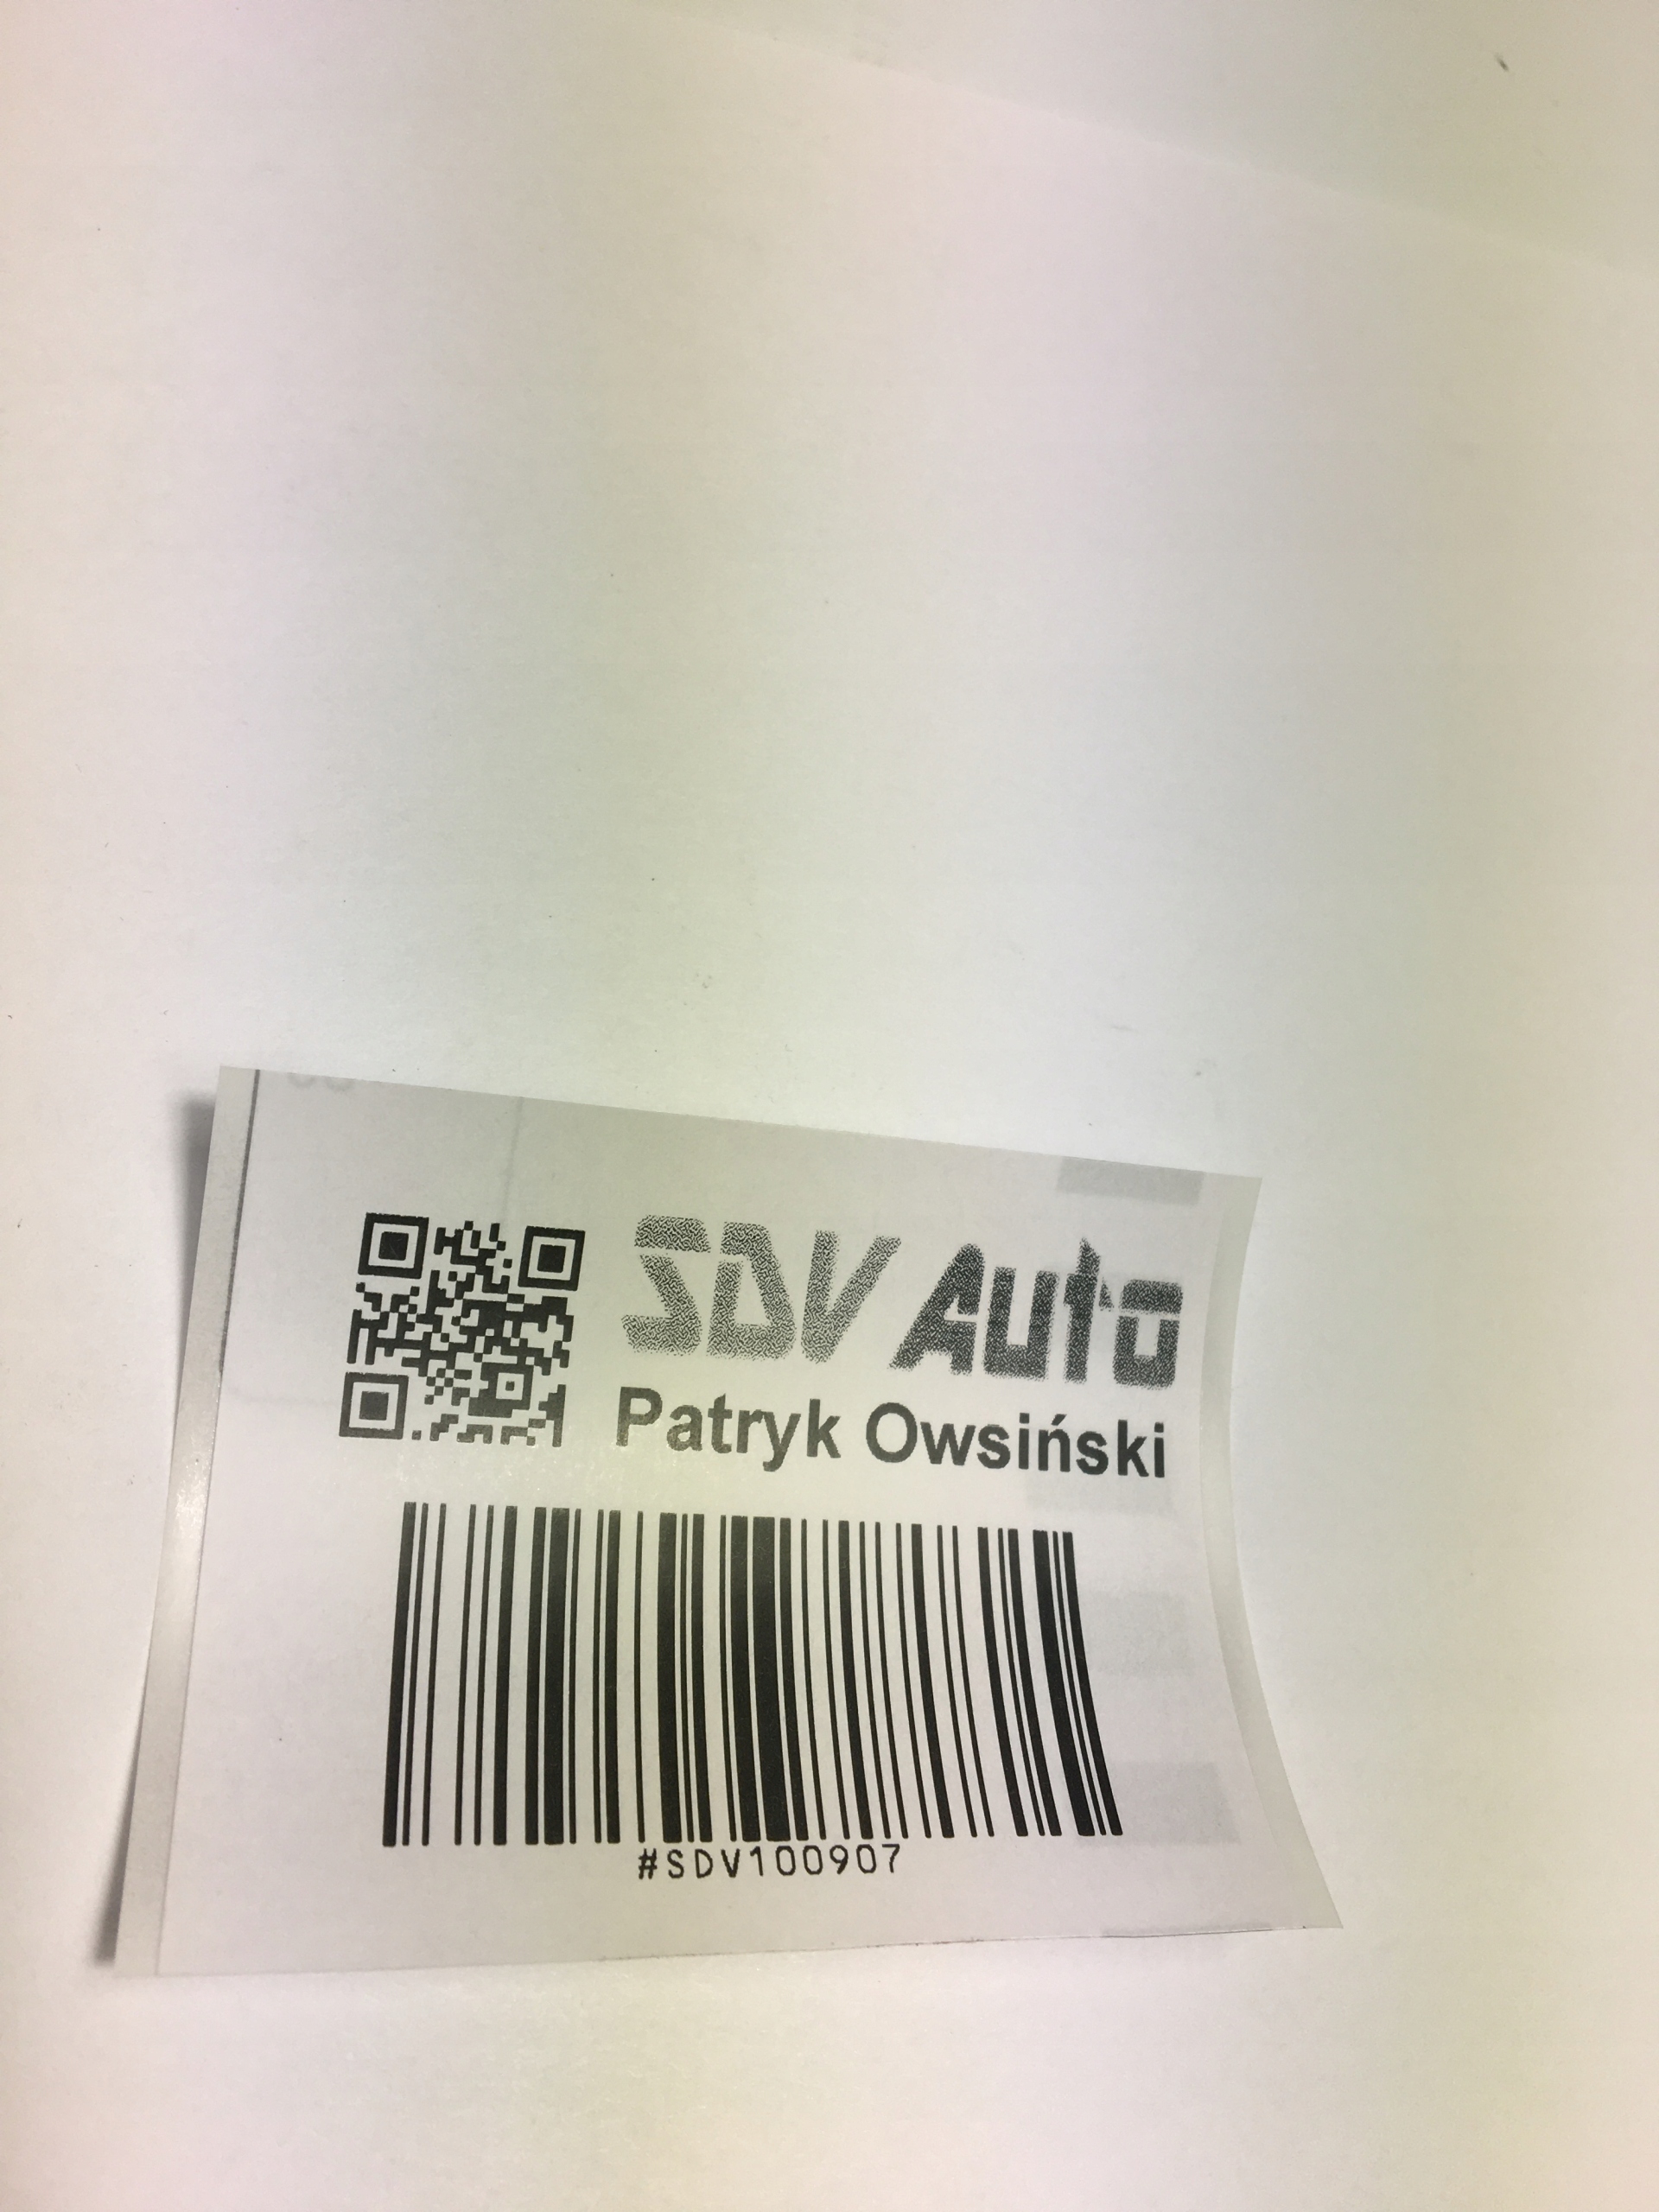 SDV Auto
Patryk Owsiński
#SDV100907